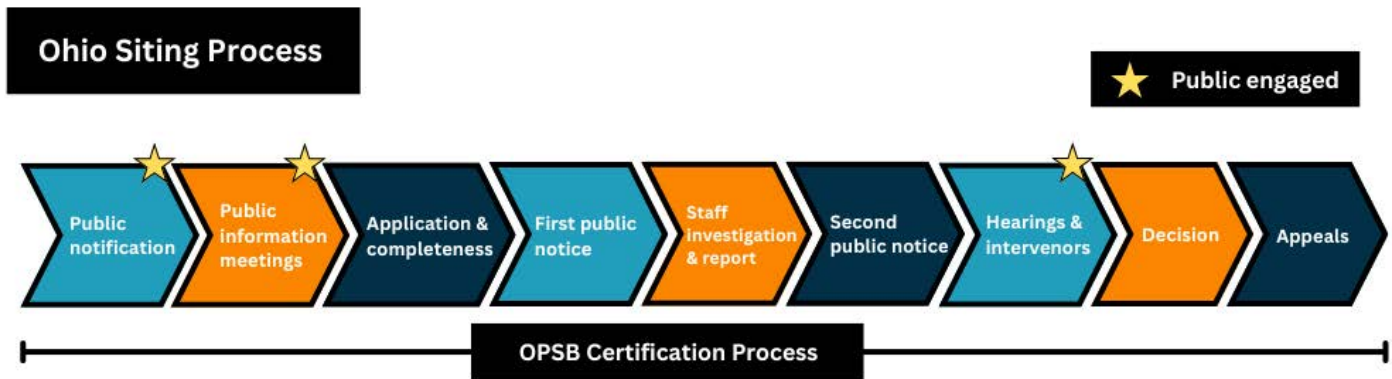 Ohio Siting Process
Public engaged
Public
notification
Public
information
meetings
Application &
completeness
First public
notice
Staff
investigation
& report
Second
public notice
Hearings &
intervenors
Decision
Appeals
OPSB Certification Process